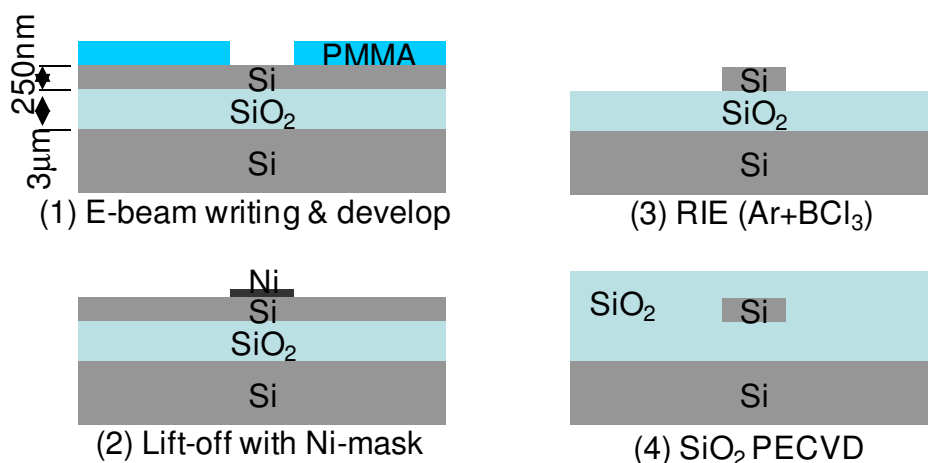 PMMA
250nm
Si
SiO₂
3μm
Si
(1) E-beam writing & develop
Ni
Si
SiO₂
Si
(2) Lift-off with Ni-mask
Si
SiO₂
Si
(3) RIE (Ar+BCl₃)
SiO₂
Si
Si
(4) SiO₂ PECVD